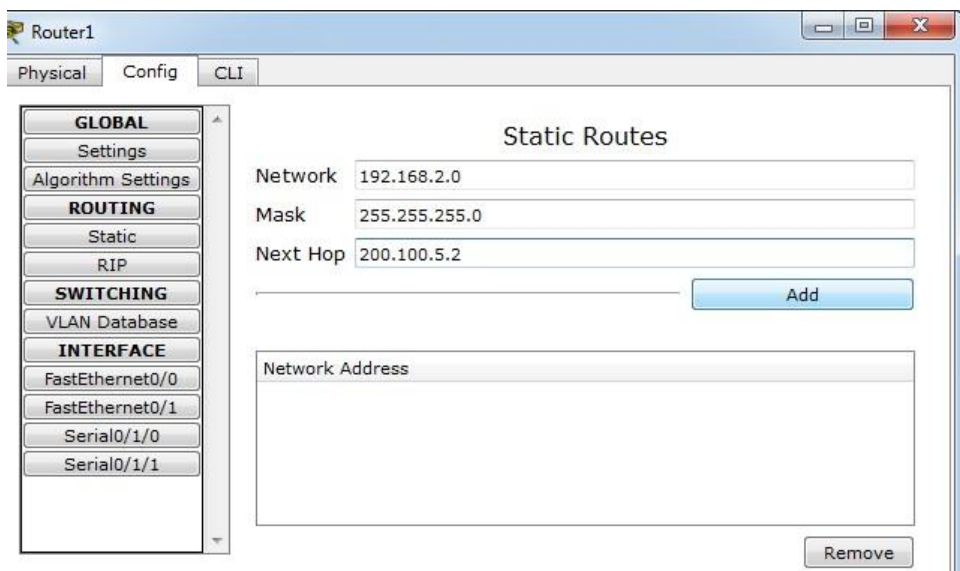 Router1
Physical
Config
CLI
GLOBAL
Settings
Algorithm Settings
ROUTING
Static
RIP
SWITCHING
VLAN Database
INTERFACE
FastEthernet0/0
FastEthernet0/1
Serial0/1/0
Serial0/1/1
Static Routes
Network 192.168.2.0
Mask 255.255.255.0
Next Hop 200.100.5.2
Add
Network Address
Remove